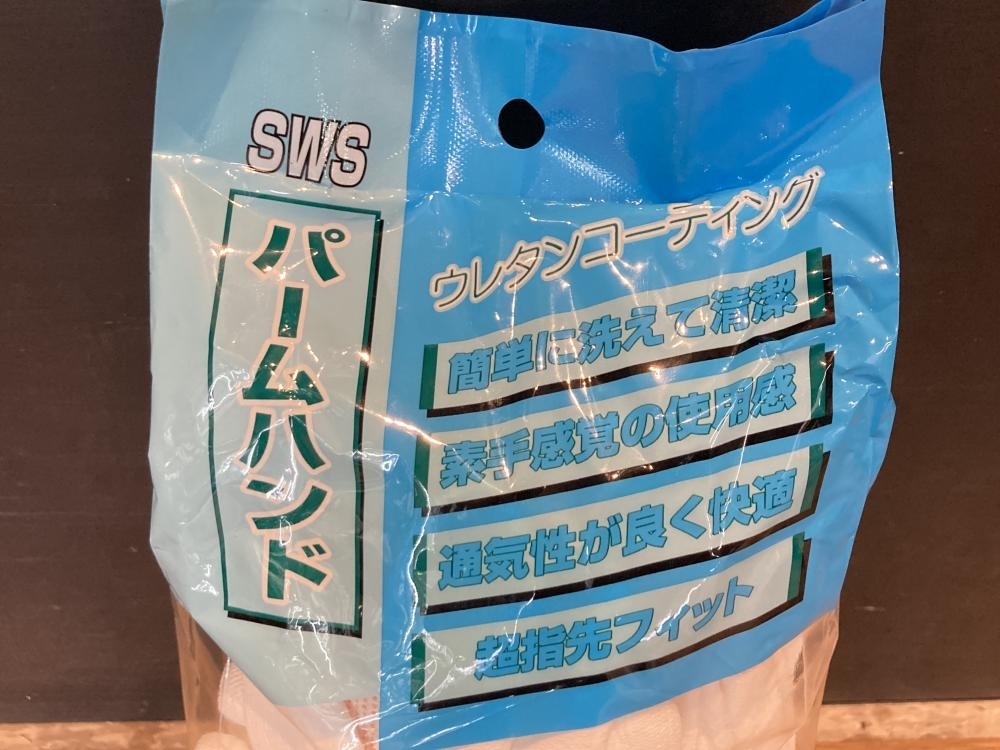 SWS
パームハンド
ウレタンコーティング
簡単に洗えて清潔
素手感覚の使用感
通気性が良く快適
超指先フィット